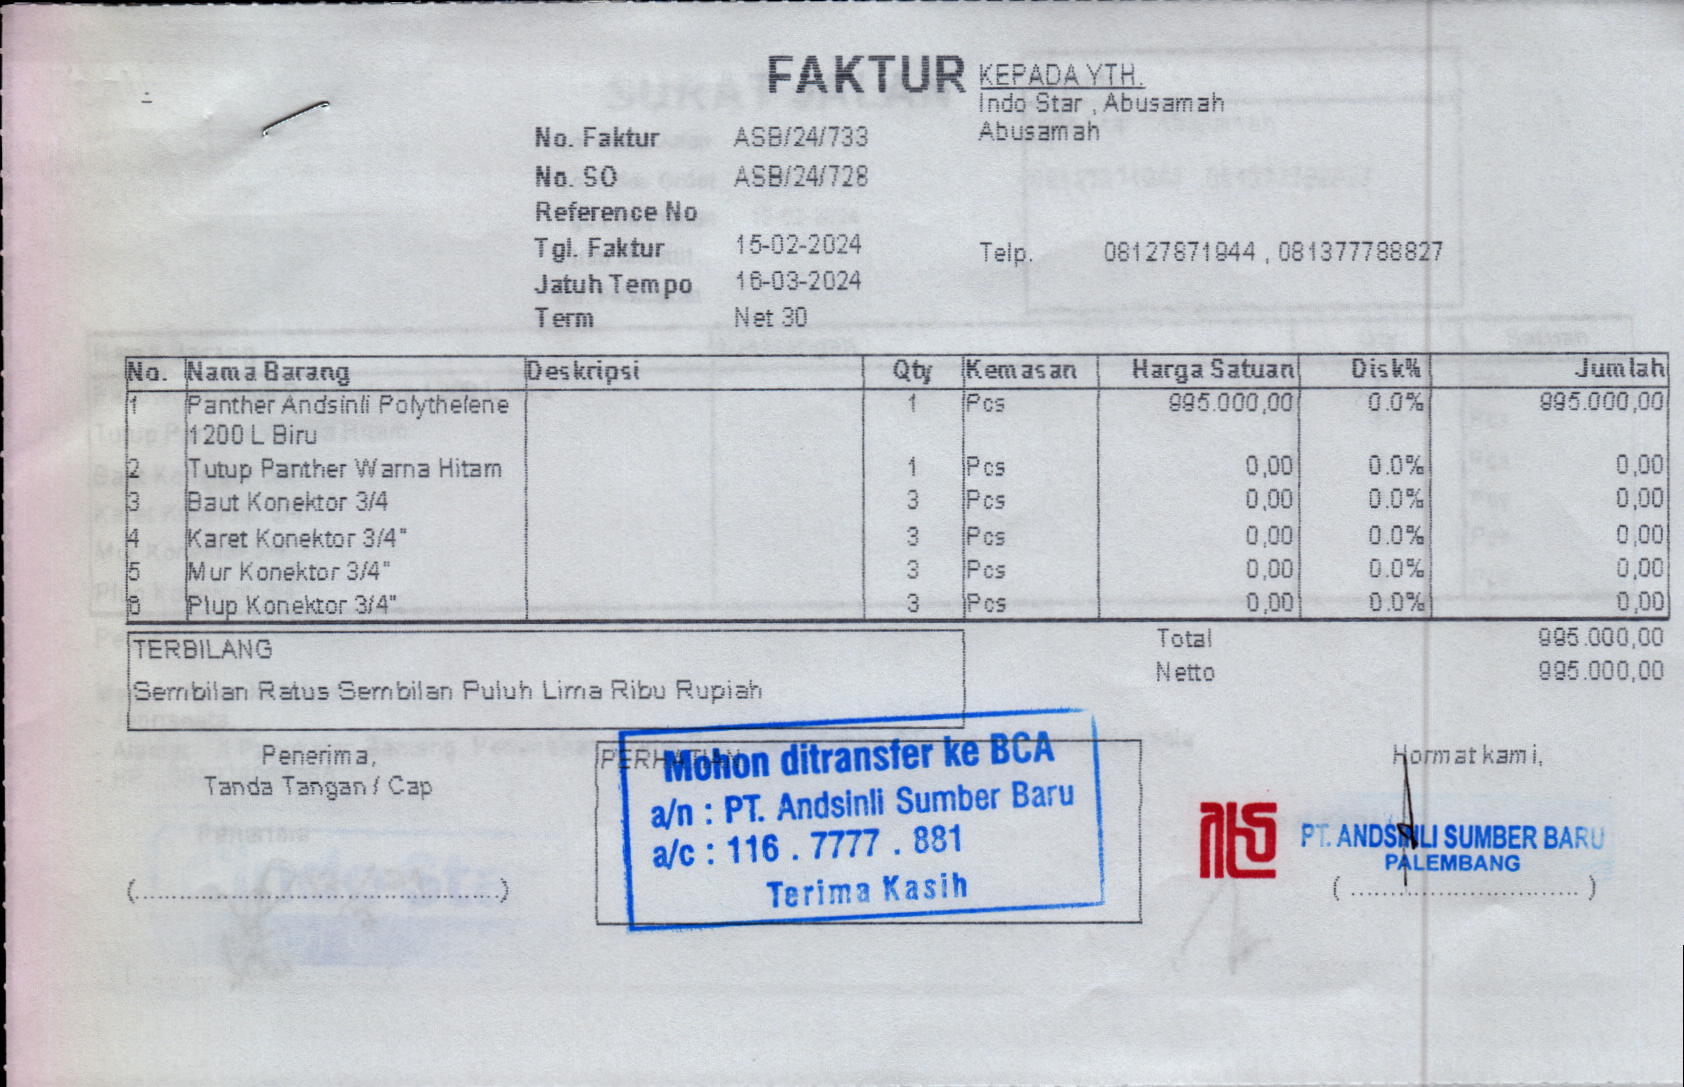 FAKTUR
KEPADA YTH.
Indo Star , Abusamah
Abusamah
No. Faktur ASB/24/733
No. SO ASB/24/728
Reference No
Tgl. Faktur 15-02-2024
Telp. 08127871944 , 081377788827
Jatuh Tempo 16-03-2024
Term Net 30
No. Nama Barang Deskripsi Qty Kemasan Harga Satuan Disk% Jumlah
1 Panther Andsinli Polythelene 1 Pcs 995.000,00 0.0% 995.000,00
1200 L Biru
2 Tutup Panther Warna Hitam 1 Pcs 0,00 0.0% 0,00
3 Baut Konektor 3/4 3 Pcs 0,00 0.0% 0,00
4 Karet Konektor 3/4" 3 Pcs 0,00 0.0% 0,00
5 Mur Konektor 3/4" 3 Pcs 0,00 0.0% 0,00
6 Plup Konektor 3/4" 3 Pcs 0,00 0.0% 0,00
TERBILANG
Total 995.000,00
Netto 995.000,00
Sembilan Ratus Sembilan Puluh Lima Ribu Rupiah
Penerima,
Tanda Tangan / Cap
(..............................................)
PERHATIAN
Mohon ditransfer ke BCA
a/n : PT. Andsinli Sumber Baru
a/c : 116 . 7777 . 881
Terima Kasih
Hormat kami,
PT. ANDSINLI SUMBER BARU
PALEMBANG
( ............................ )